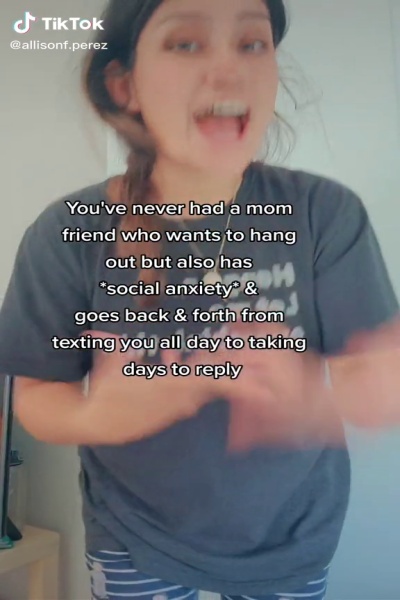 TikTok
@allisonf.perez
You've never had a mom
friend who wants to hang
out but also has
*social anxiety* &
goes back & forth from
texting you all day to taking
days to reply